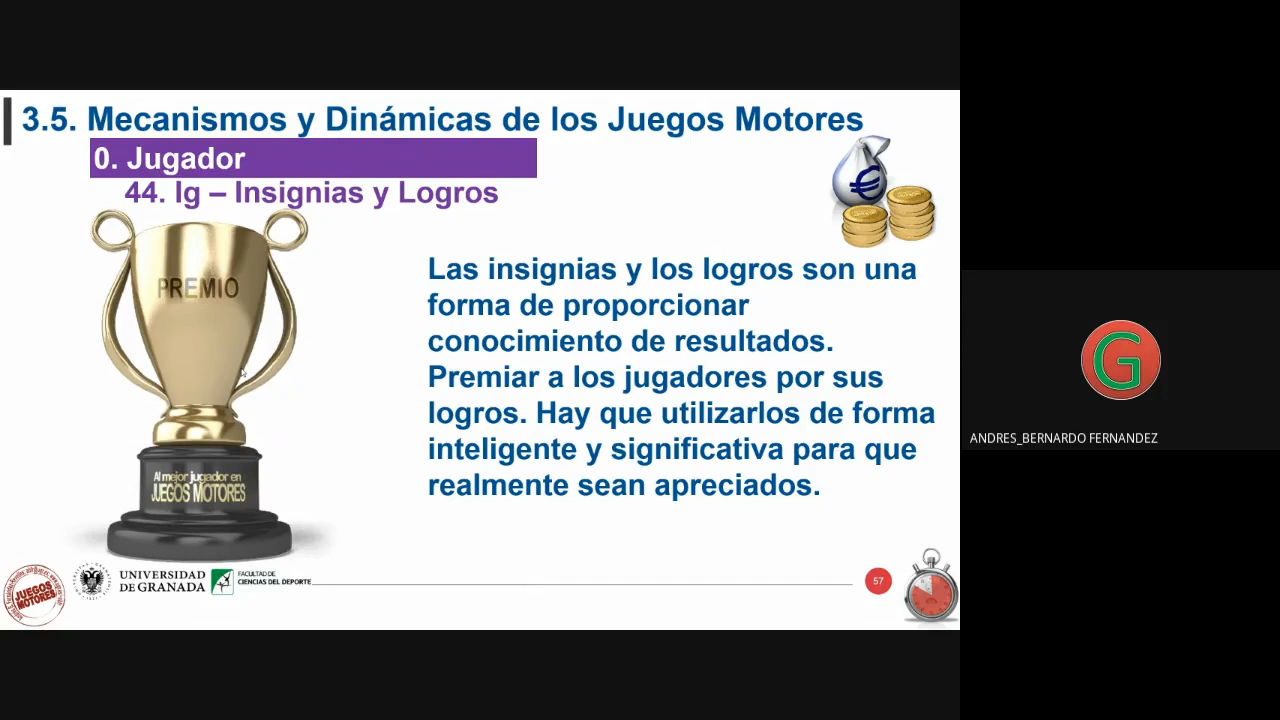 3.5. Mecanismos y Dinámicas de los Juegos Motores
0. Jugador
44. Ig – Insignias y Logros
PREMIO
Las insignias y los logros son una
forma de proporcionar
conocimiento de resultados.
Premiar a los jugadores por sus
logros. Hay que utilizarlos de forma
inteligente y significativa para que
realmente sean apreciados.
Al mejor jugador en
JUEGOS MOTORES
G
ANDRES_BERNARDO FERNANDEZ
JUEGOS
MOTORES
UNIVERSIDAD
DE GRANADA
FACULTAD DE
CIENCIAS DEL DEPORTE
57